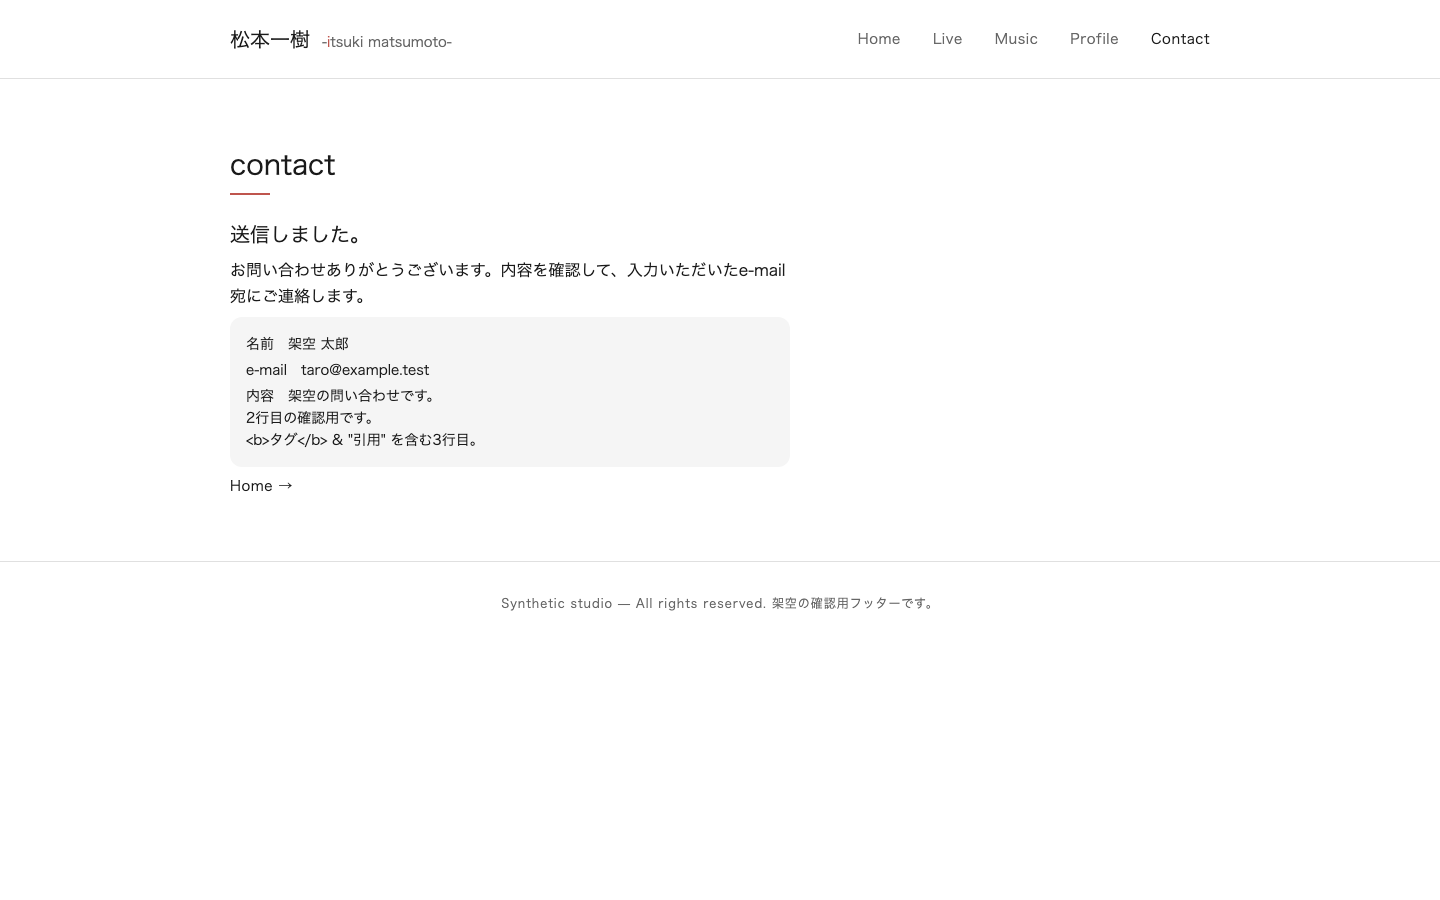 松本一樹 -itsuki matsumoto-
Home Live Music Profile Contact
contact
送信しました。
お問い合わせありがとうございます。内容を確認して、入力いただいたe-mail
宛にご連絡します。
名前　架空 太郎
e-mail　taro@example.test
内容　架空の問い合わせです。
2行目の確認用です。
<b>タグ</b> & "引用" を含む3行目。
Home →
Synthetic studio — All rights reserved. 架空の確認用フッターです。